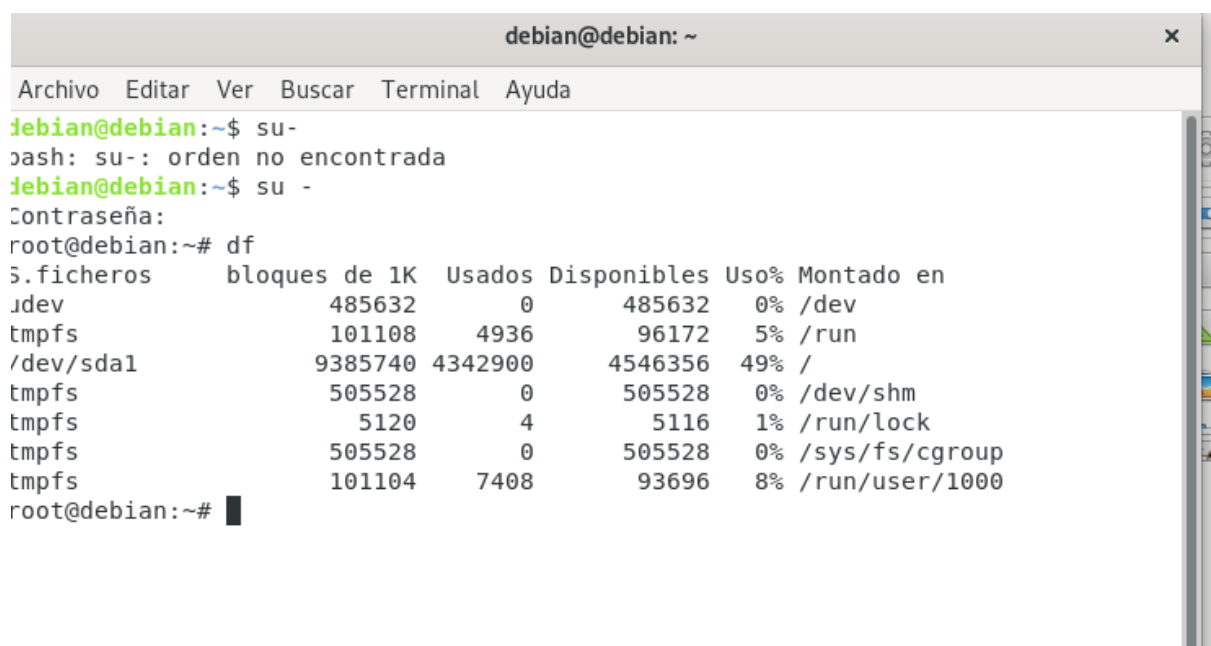 debian@debian: ~ ×
Archivo Editar Ver Buscar Terminal Ayuda
debian@debian:~$ su-
bash: su-: orden no encontrada
debian@debian:~$ su -
Contraseña:
root@debian:~# df
S.ficheros bloques de 1K Usados Disponibles Uso% Montado en
udev 485632 0 485632 0% /dev
tmpfs 101108 4936 96172 5% /run
/dev/sda1 9385740 4342900 4546356 49% /
tmpfs 505528 0 505528 0% /dev/shm
tmpfs 5120 4 5116 1% /run/lock
tmpfs 505528 0 505528 0% /sys/fs/cgroup
tmpfs 101104 7408 93696 8% /run/user/1000
root@debian:~#